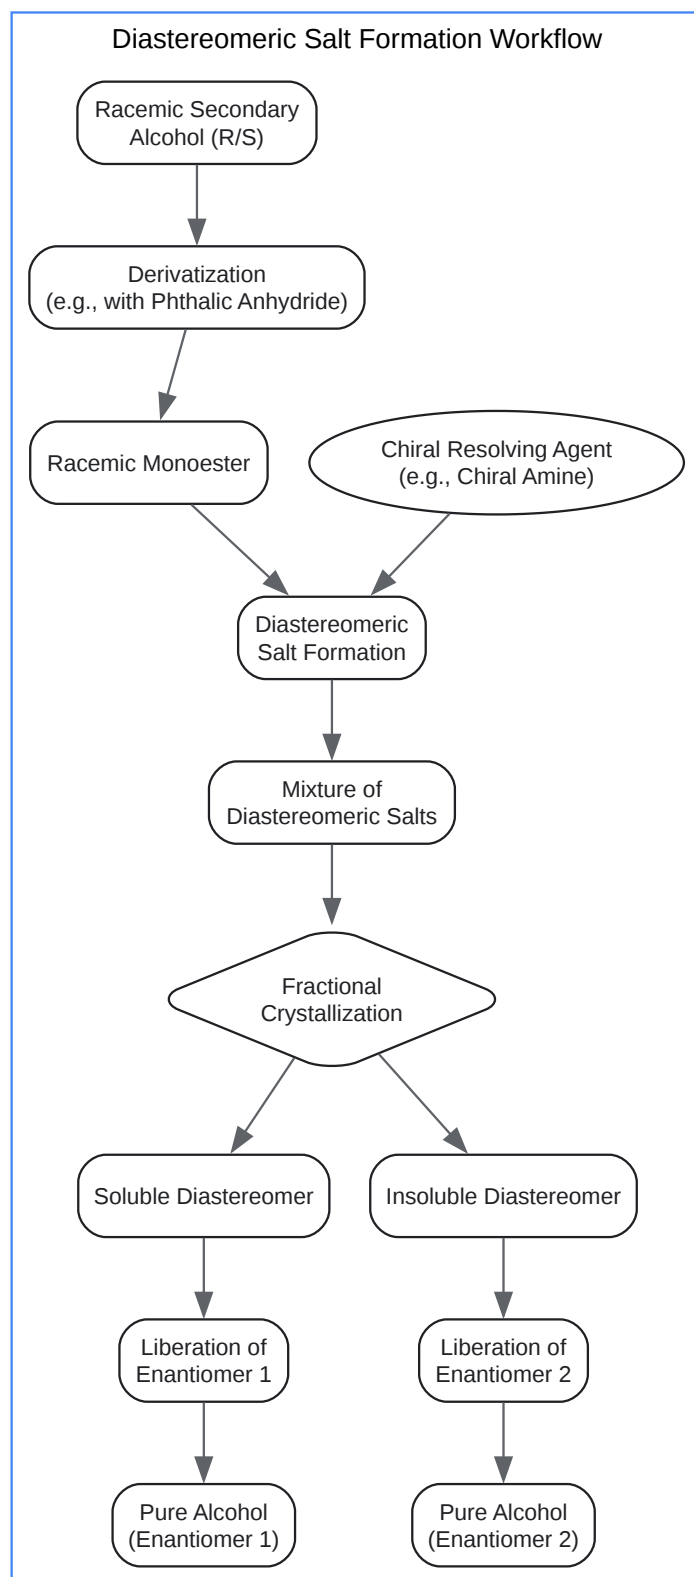 Diastereomeric Salt Formation Workflow
Racemic Secondary
Alcohol (R/S)
Derivatization
(e.g., with Phthalic Anhydride)
Racemic Monoester
Chiral Resolving Agent
(e.g., Chiral Amine)
Diastereomeric
Salt Formation
Mixture of
Diastereomeric Salts
Fractional
Crystallization
Soluble Diastereomer
Insoluble Diastereomer
Liberation of
Enantiomer 1
Liberation of
Enantiomer 2
Pure Alcohol
(Enantiomer 1)
Pure Alcohol
(Enantiomer 2)